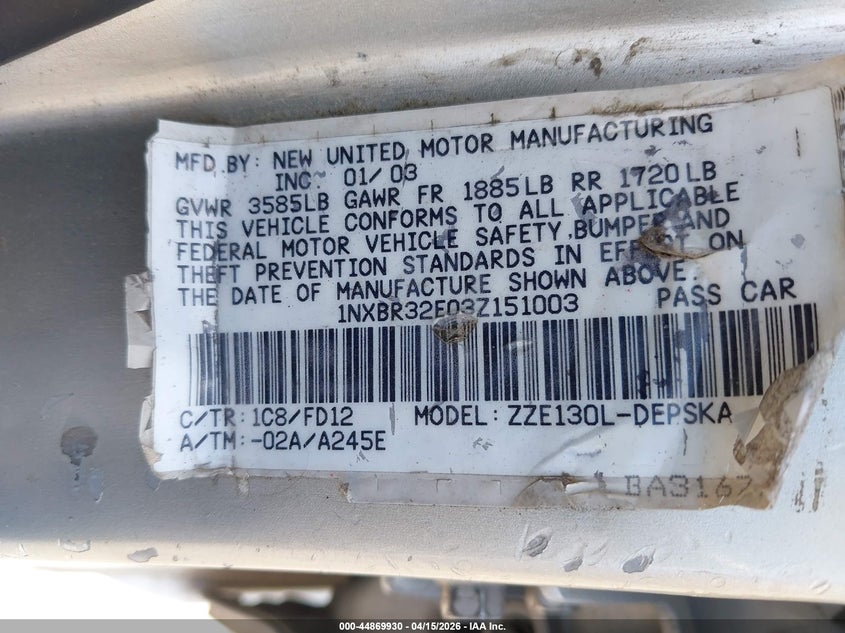 MFD.BY: NEW UNITED MOTOR MANUFACTURING
INC. 01/03
GVWR 3585LB GAWR FR 1885LB RR 1720LB
THIS VEHICLE CONFORMS TO ALL APPLICABLE
FEDERAL MOTOR VEHICLE SAFETY,BUMPER AND
THEFT PREVENTION STANDARDS IN EFFECT ON
THE DATE OF MANUFACTURE SHOWN ABOVE.
1NXBR32E03Z151003 PASS CAR
C/TR: 1C8/FD12 MODEL: ZZE130L-DEPSKA
A/TM: -02A/A245E
BA3167
000-44869930 - 04/15/2026 - IAA Inc.